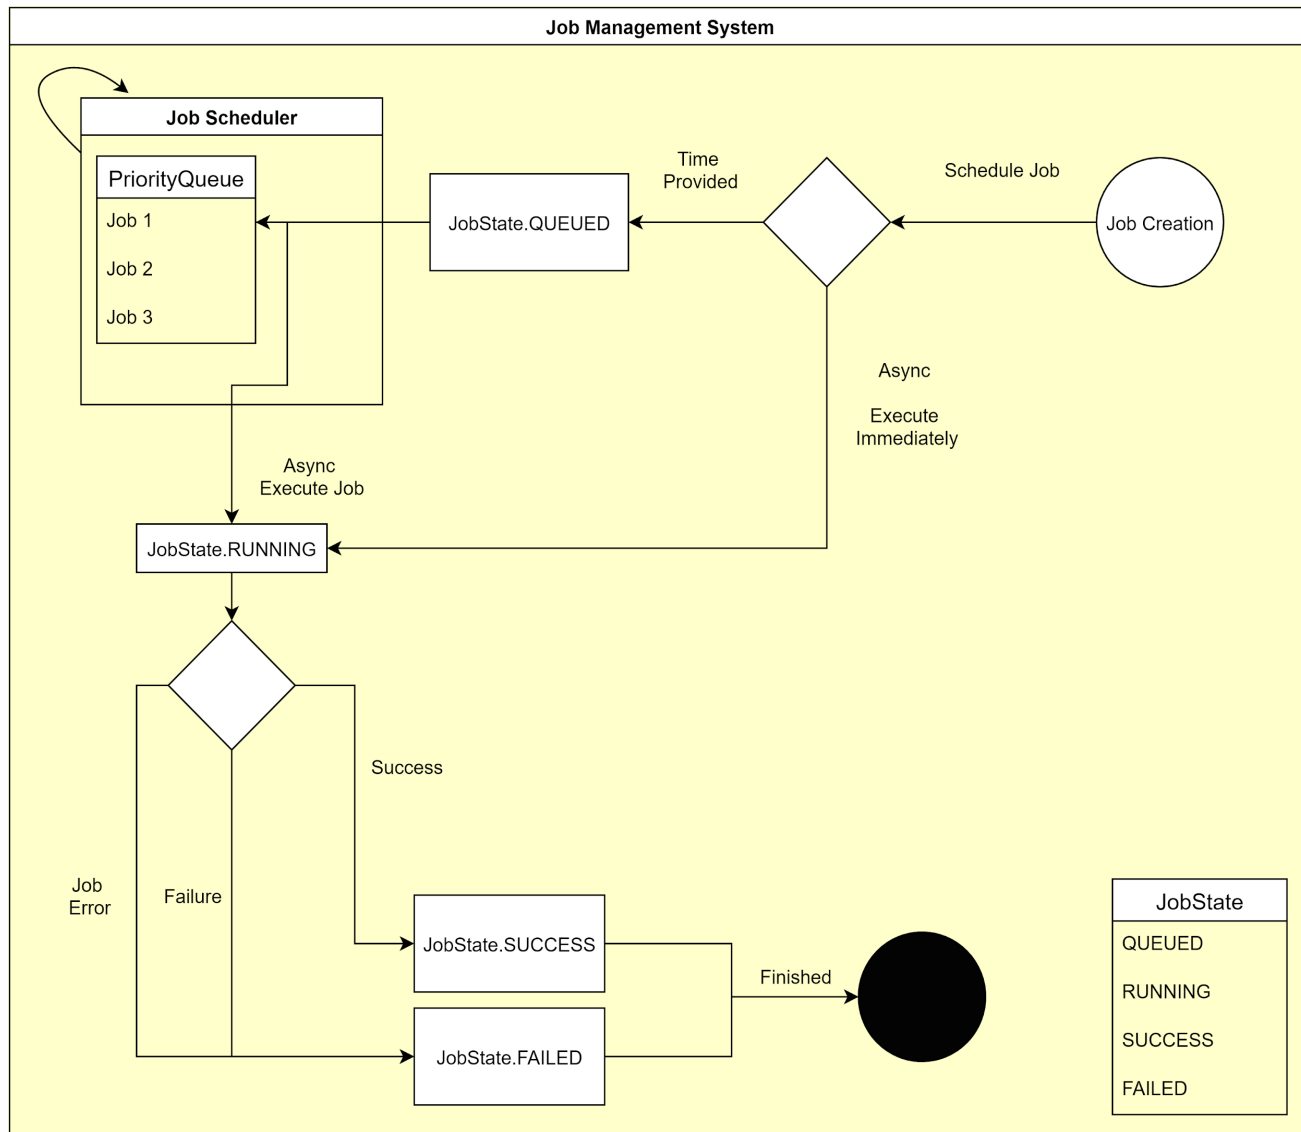 Job Management System
Job Scheduler
PriorityQueue
Job 1
Job 2
Job 3
JobState.QUEUED
Time
Provided
Schedule Job
Job Creation
Async
Execute
Immediately
Async
Execute Job
JobState.RUNNING
Success
Job
Error
Failure
JobState.SUCCESS
JobState.FAILED
Finished
JobState
QUEUED
RUNNING
SUCCESS
FAILED